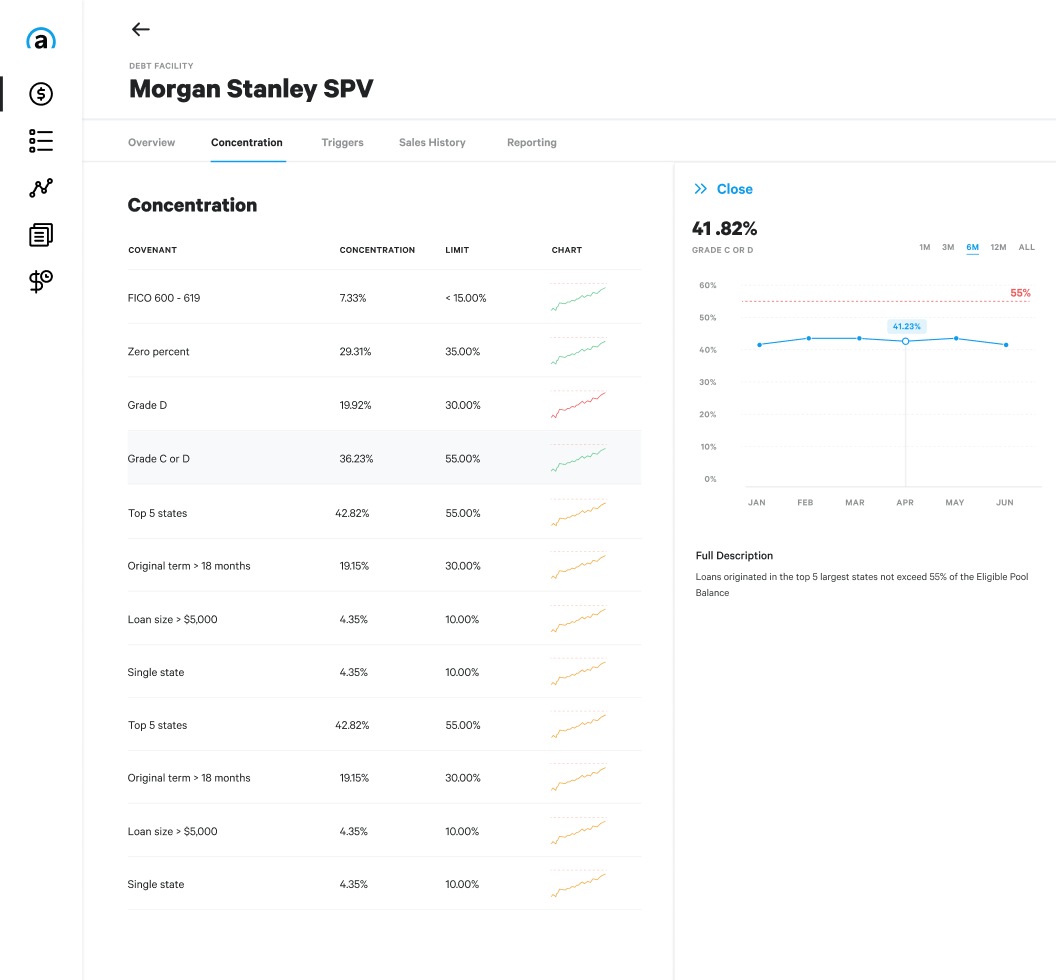 a
DEBT FACILITY
Morgan Stanley SPV
Overview Concentration Triggers Sales History Reporting
Concentration
COVENANT CONCENTRATION LIMIT CHART
FICO 600 - 619 7.33% < 15.00%
Zero percent 29.31% 35.00%
Grade D 19.92% 30.00%
Grade C or D 36.23% 55.00%
Top 5 states 42.82% 55.00%
Original term > 18 months 19.15% 30.00%
Loan size > $5,000 4.35% 10.00%
Single state 4.35% 10.00%
Top 5 states 42.82% 55.00%
Original term > 18 months 19.15% 30.00%
Loan size > $5,000 4.35% 10.00%
Single state 4.35% 10.00%
Close
41.82%
GRADE C OR D
1M 3M 6M 12M ALL
60%
55%
50%
41.23%
40%
30%
20%
10%
0%
JAN FEB MAR APR MAY JUN
Full Description
Loans originated in the top 5 largest states not exceed 55% of the Eligible Pool
Balance